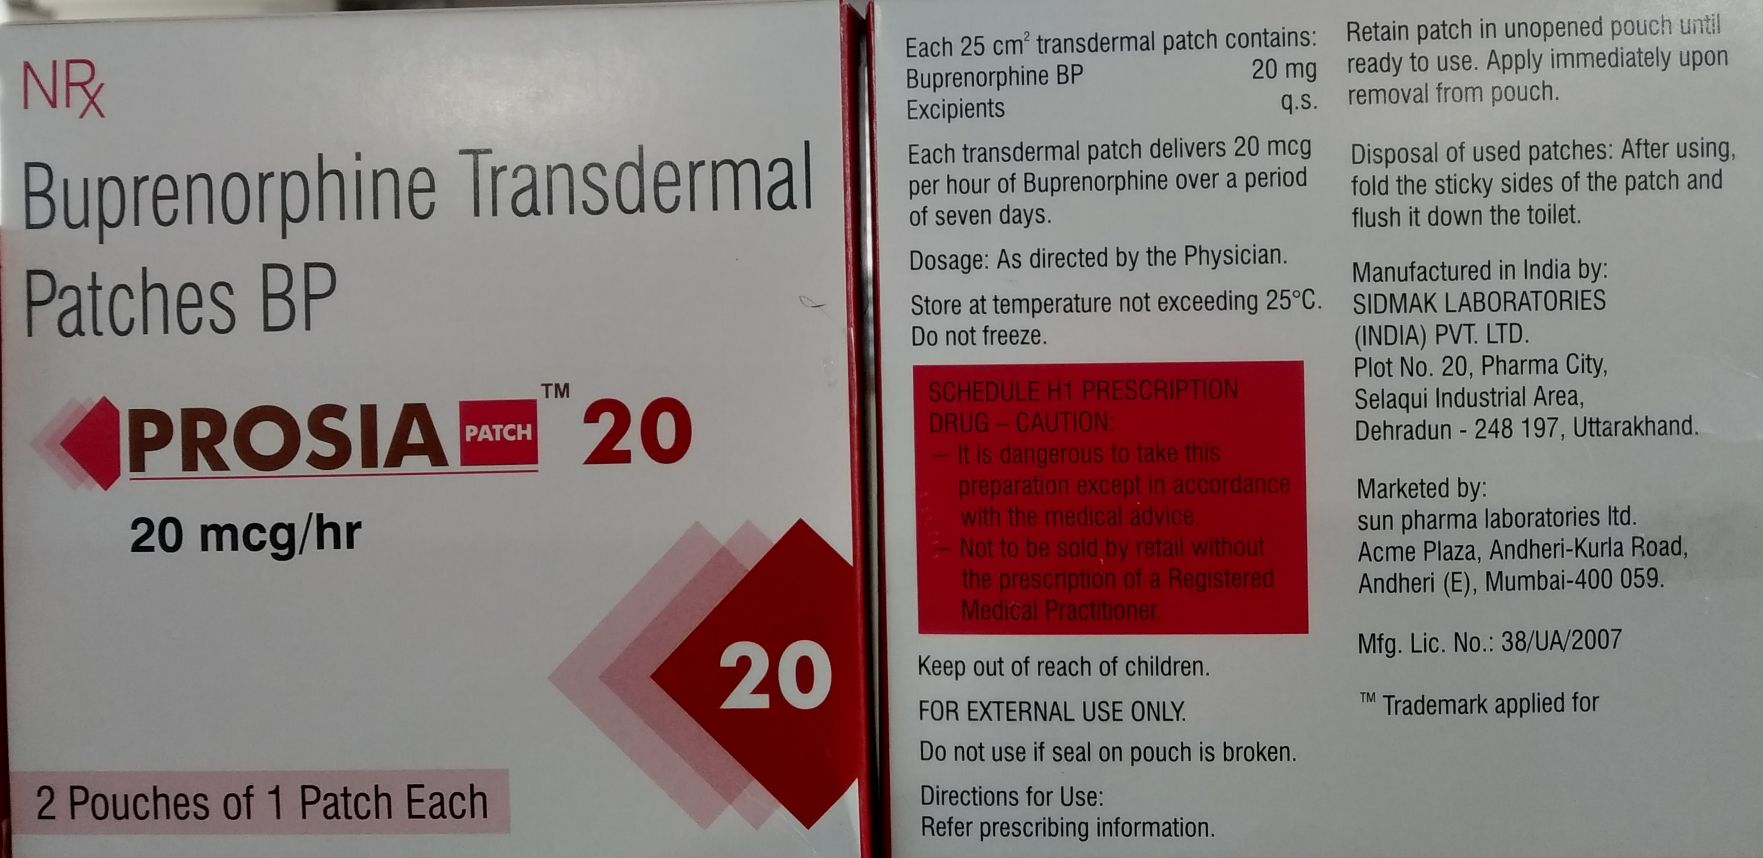 NRx
Buprenorphine Transdermal
Patches BP
PROSIA PATCH ™ 20
20 mcg/hr
20
2 Pouches of 1 Patch Each
Each 25 cm² transdermal patch contains:
Buprenorphine BP 20 mg
Excipients q.s.
Each transdermal patch delivers 20 mcg
per hour of Buprenorphine over a period
of seven days.
Dosage: As directed by the Physician.
Store at temperature not exceeding 25°C.
Do not freeze.
SCHEDULE H1 PRESCRIPTION
DRUG – CAUTION:
– It is dangerous to take this
preparation except in accordance
with the medical advice.
– Not to be sold by retail without
the prescription of a Registered
Medical Practitioner
Keep out of reach of children.
FOR EXTERNAL USE ONLY.
Do not use if seal on pouch is broken.
Directions for Use:
Refer prescribing information.
Retain patch in unopened pouch until
ready to use. Apply immediately upon
removal from pouch.
Disposal of used patches: After using,
fold the sticky sides of the patch and
flush it down the toilet.
Manufactured in India by:
SIDMAK LABORATORIES
(INDIA) PVT. LTD.
Plot No. 20, Pharma City,
Selaqui Industrial Area,
Dehradun - 248 197, Uttarakhand.
Marketed by:
sun pharma laboratories ltd.
Acme Plaza, Andheri-Kurla Road,
Andheri (E), Mumbai-400 059.
Mfg. Lic. No.: 38/UA/2007
™ Trademark applied for